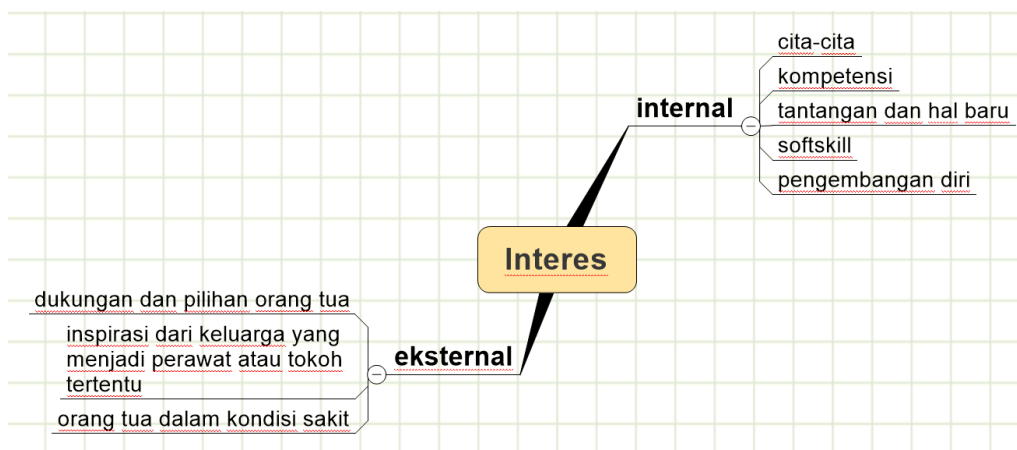 cita-cita
kompetensi
internal
tantangan dan hal baru
softskill
pengembangan diri
Interes
dukungan dan pilihan orang tua
inspirasi dari keluarga yang
menjadi perawat atau tokoh
tertentu
eksternal
orang tua dalam kondisi sakit